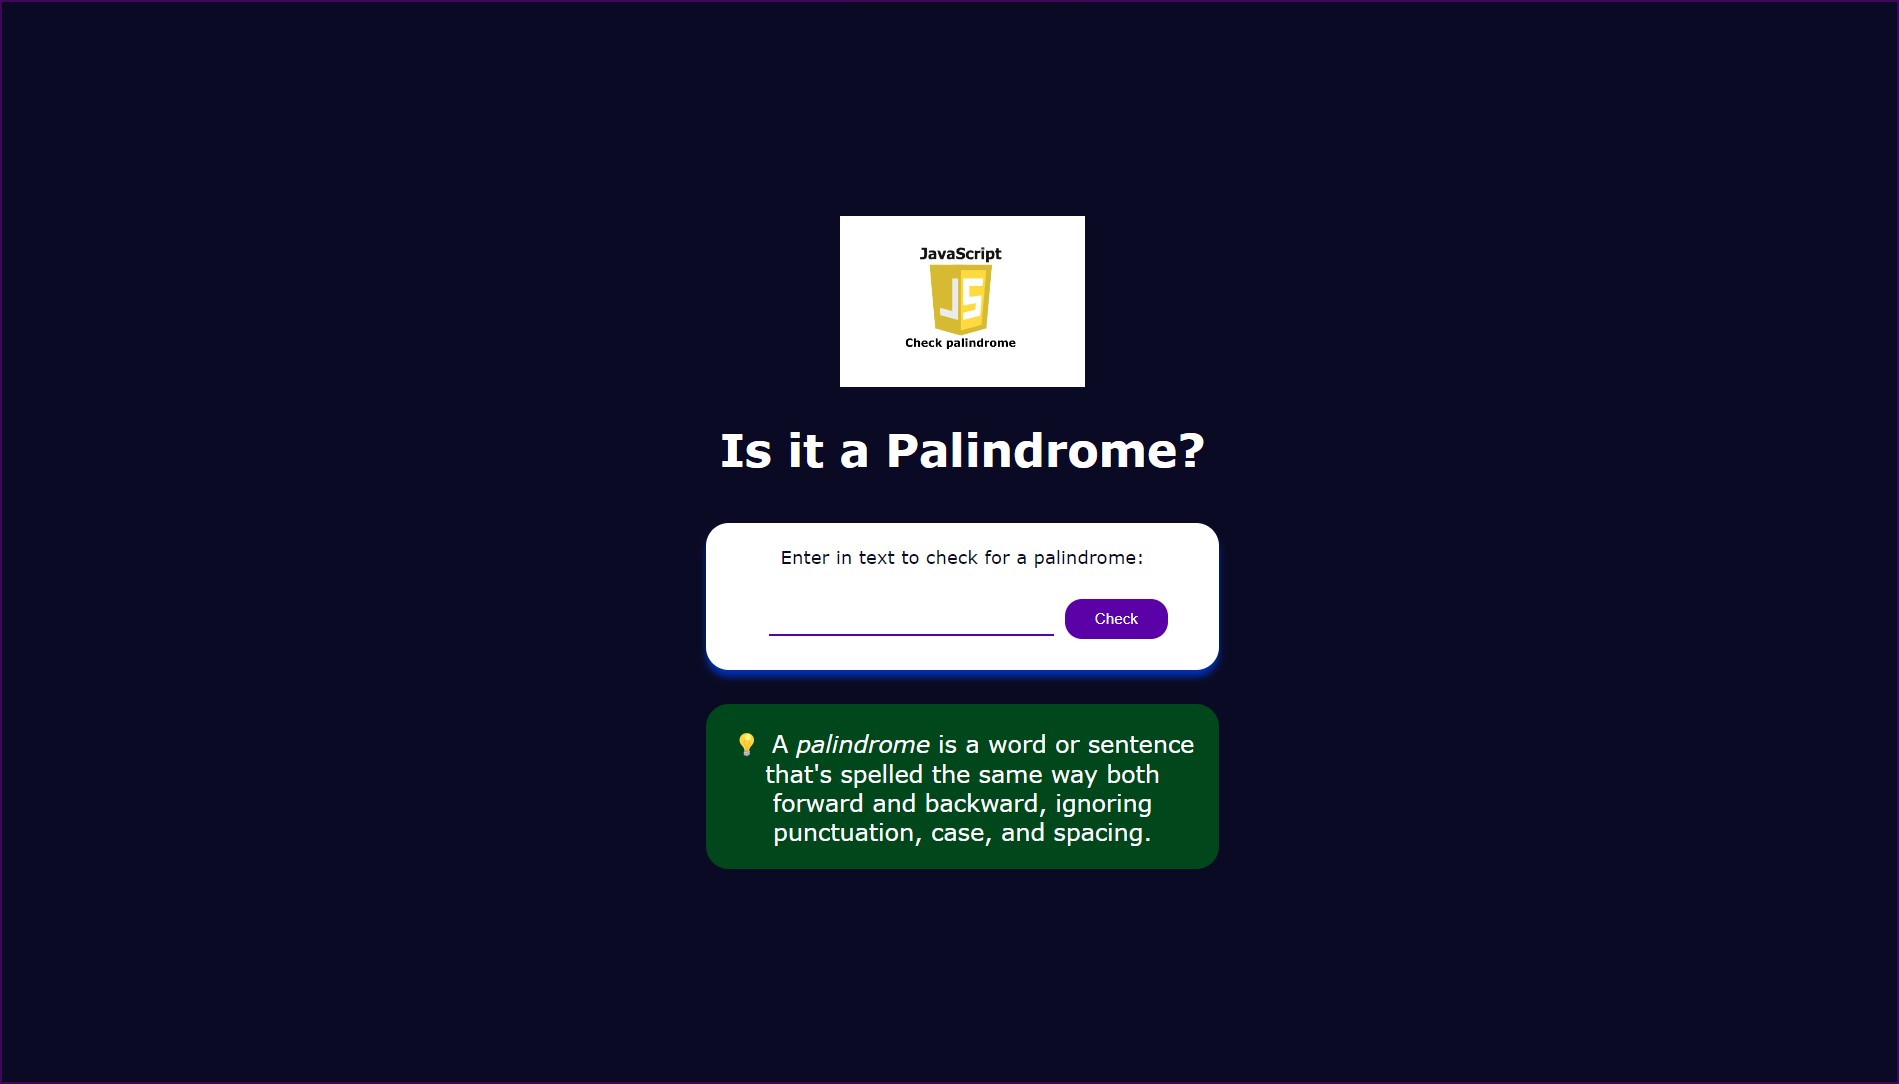 JavaScript
JS
Check palindrome
Is it a Palindrome?
Enter in text to check for a palindrome:
Check
💡 A palindrome is a word or sentence
that's spelled the same way both
forward and backward, ignoring
punctuation, case, and spacing.